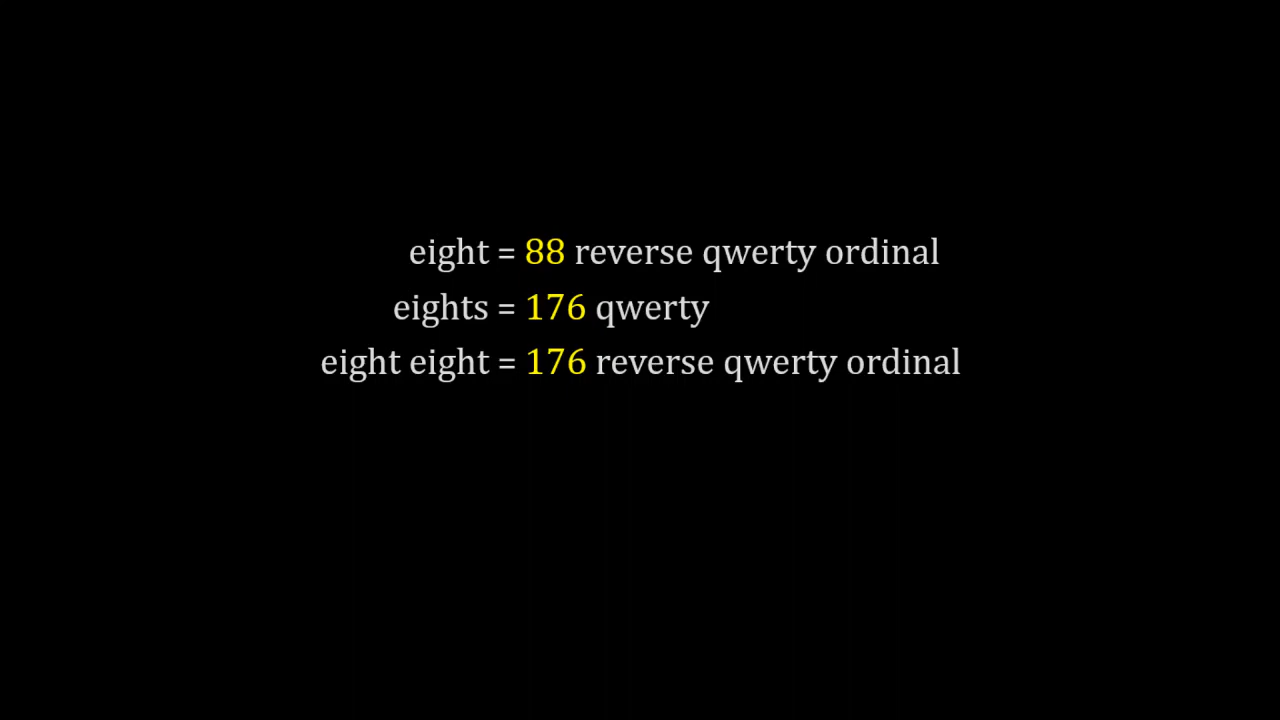 eight = 88 reverse qwerty ordinal
eights = 176 qwerty
eight eight = 176 reverse qwerty ordinal